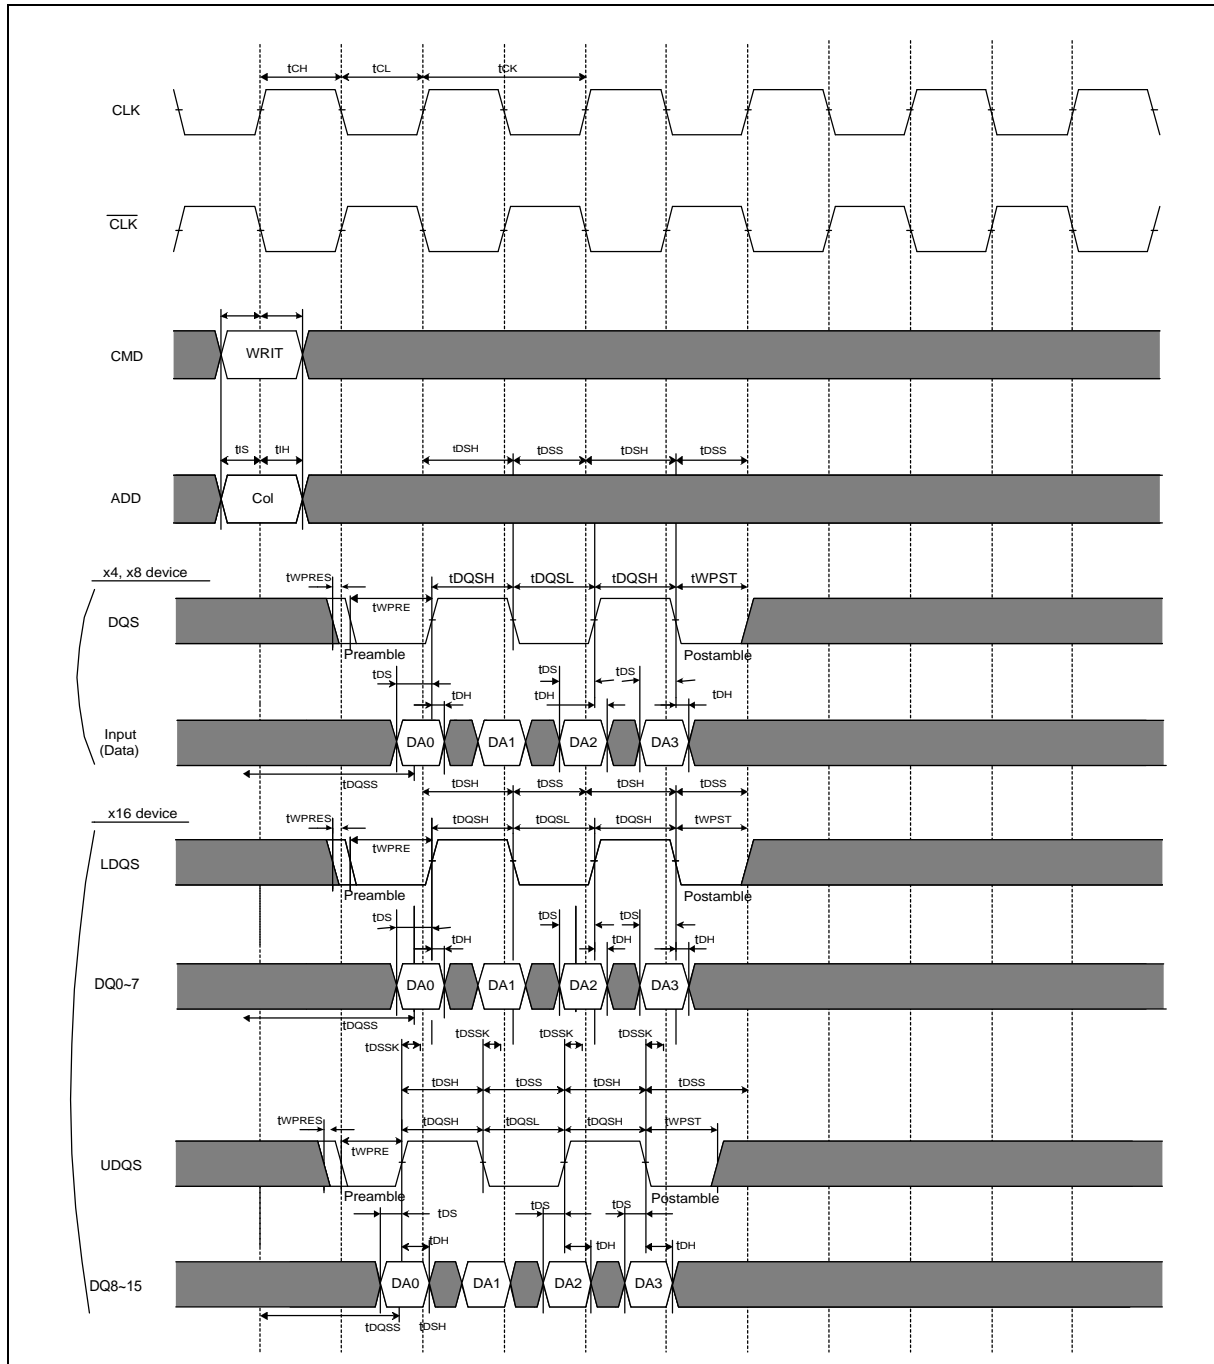 tCH tCL tCK
CLK
CLK
CMD WRIT
tIS tIH tDSH tDSS tDSH tDSS
ADD Col
x4, x8 device
tWPRES tDQSH tDQSL tDQSH tWPST
tWPRE
DQS
Preamble Postamble
tDS tDS tDS
tDH tDH tDH
Input
(Data)
DA0 DA1 DA2 DA3
tDQSS
tDSH tDSS tDSH tDSS
x16 device
tWPRES tDQSH tDQSL tDQSH tWPST
tWPRE
LDQS
Preamble Postamble
tDS tDS tDS
tDH tDH tDH
DQ0~7 DA0 DA1 DA2 DA3
tDQSS
tDSSK tDSSK tDSSK tDSSK
tDSH tDSS tDSH tDSS
tWPRES tDQSH tDQSL tDQSH tWPST
tWPRE
UDQS
Preamble Postamble
tDS tDS tDS
tDH tDH tDH
DQ8~15 DA0 DA1 DA2 DA3
tDQSS tDSH